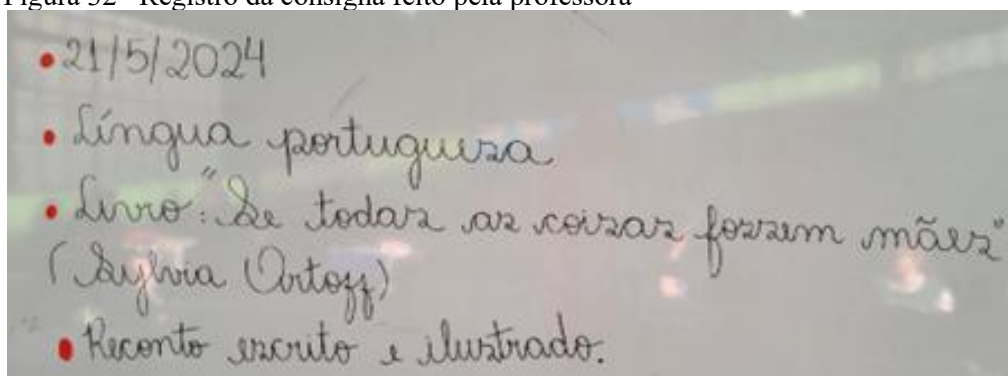 Figura 32 - Registro da consigna feito pela professora
• 21/5/2024
• Língua portuguesa
• Livro: "Se todas as coisas fossem mães"
(Sylvia Ortoff)
• Reconto escrito e ilustrado.